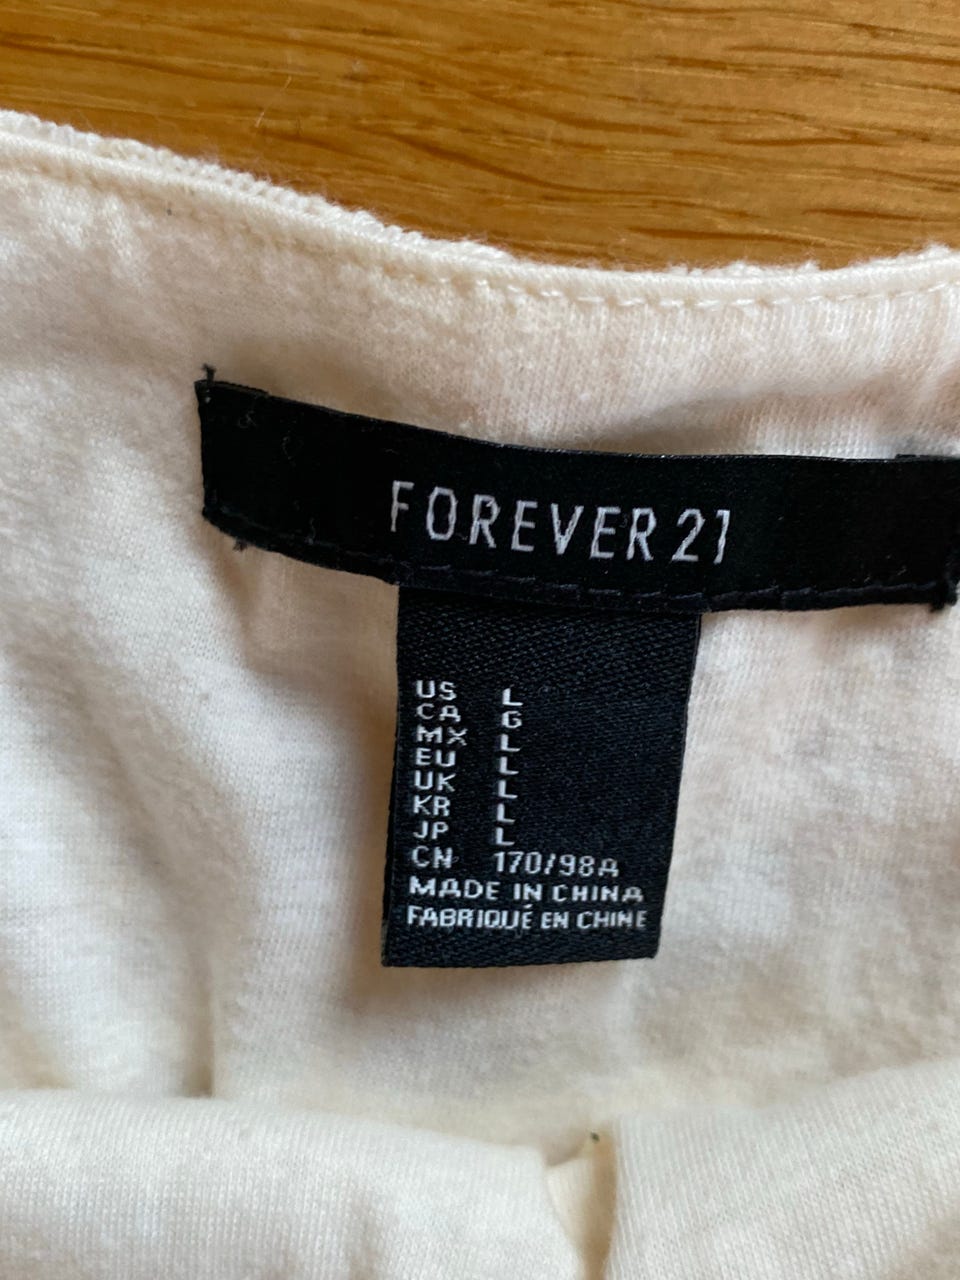 FOREVER 21
US L
CA G
MX L
EU L
UK L
KR L
JP L
CN 170/98A
MADE IN CHINA
FABRIQUÉ EN CHINE